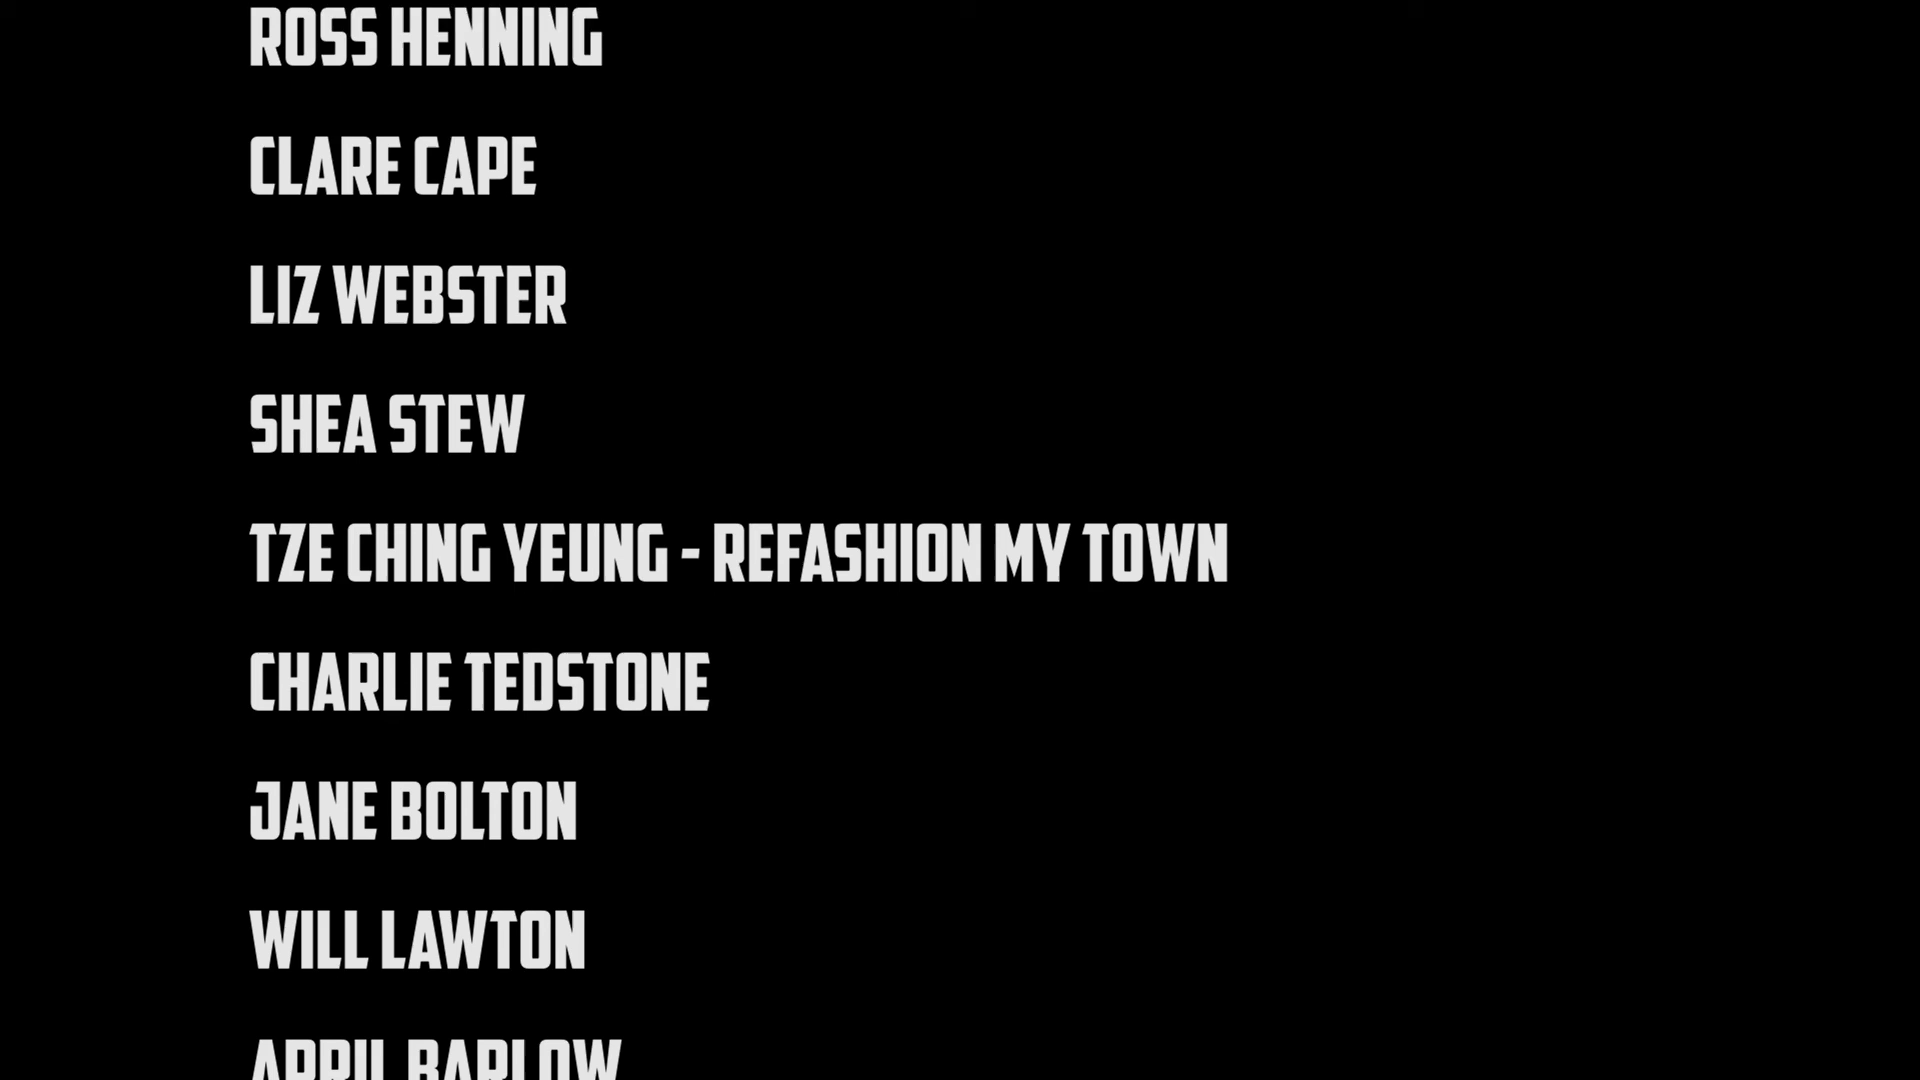 ROSS HENNING
CLARE CAPE
LIZ WEBSTER
SHEA STEW
TZE CHING YEUNG - REFASHION MY TOWN
CHARLIE TEDSTONE
JANE BOLTON
WILL LAWTON
APRIL BARLOW